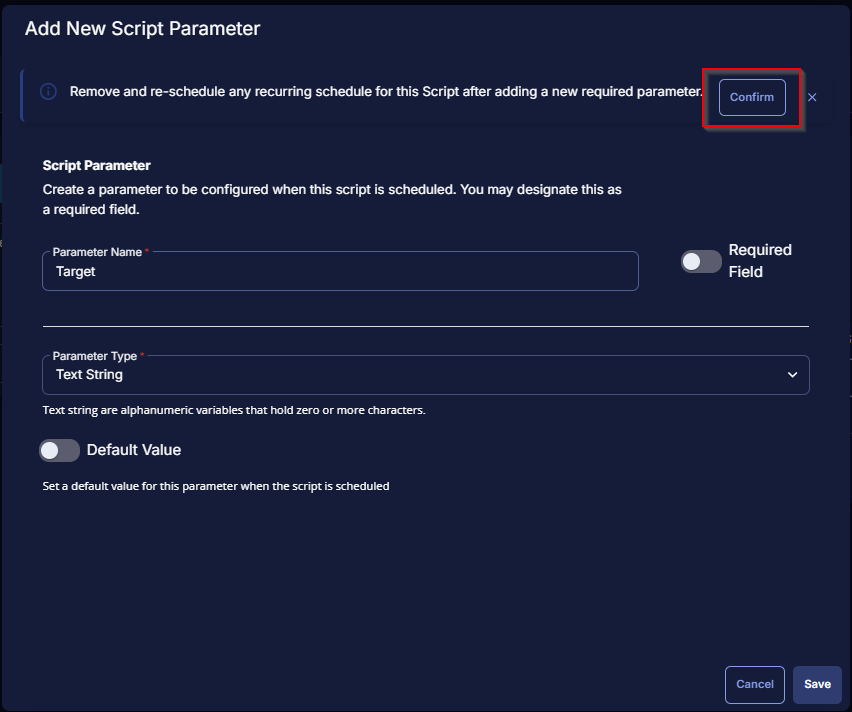 Add New Script Parameter
Remove and re-schedule any recurring schedule for this Script after adding a new required parameter.
Confirm
Script Parameter
Create a parameter to be configured when this script is scheduled. You may designate this as
a required field.
Parameter Name *
Target
Required
Field
Parameter Type *
Text String
Text string are alphanumeric variables that hold zero or more characters.
Default Value
Set a default value for this parameter when the script is scheduled
Cancel
Save